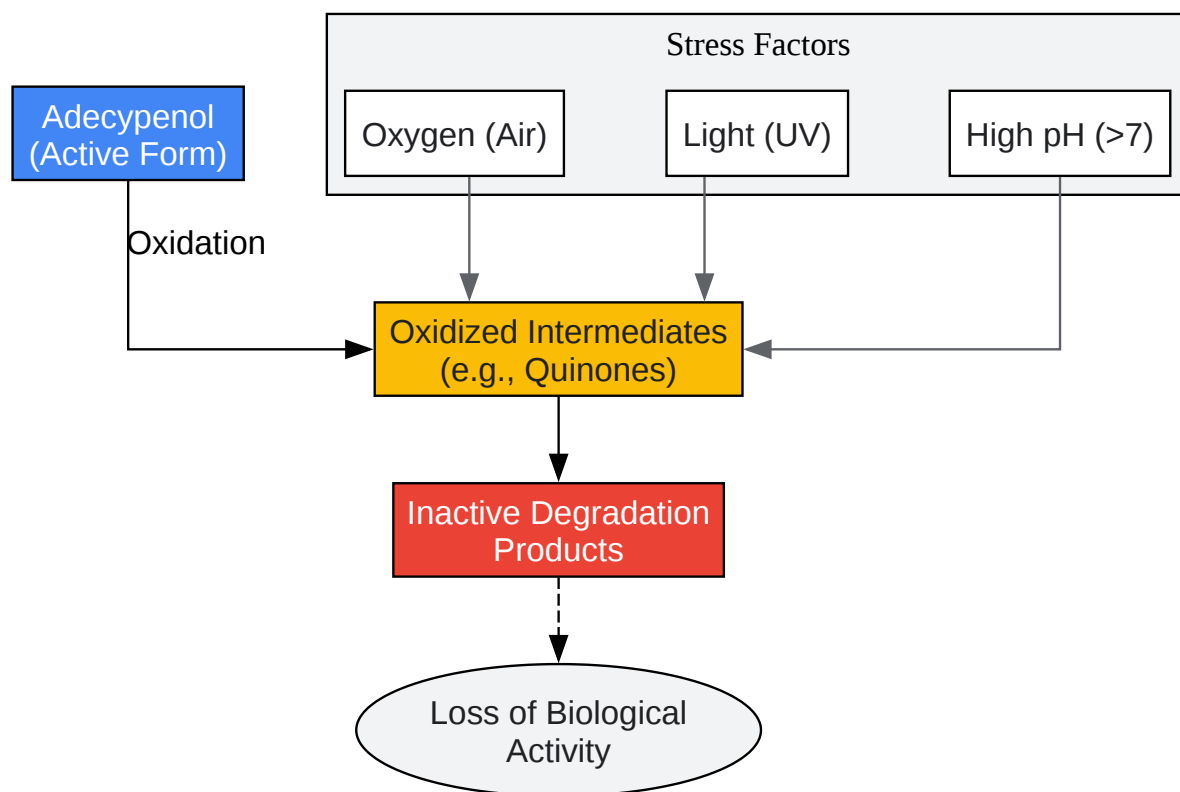 Stress Factors
Adecypenol
(Active Form)
Oxygen (Air)
Light (UV)
High pH (>7)
Oxidation
Oxidized Intermediates
(e.g., Quinones)
Inactive Degradation
Products
Loss of Biological
Activity